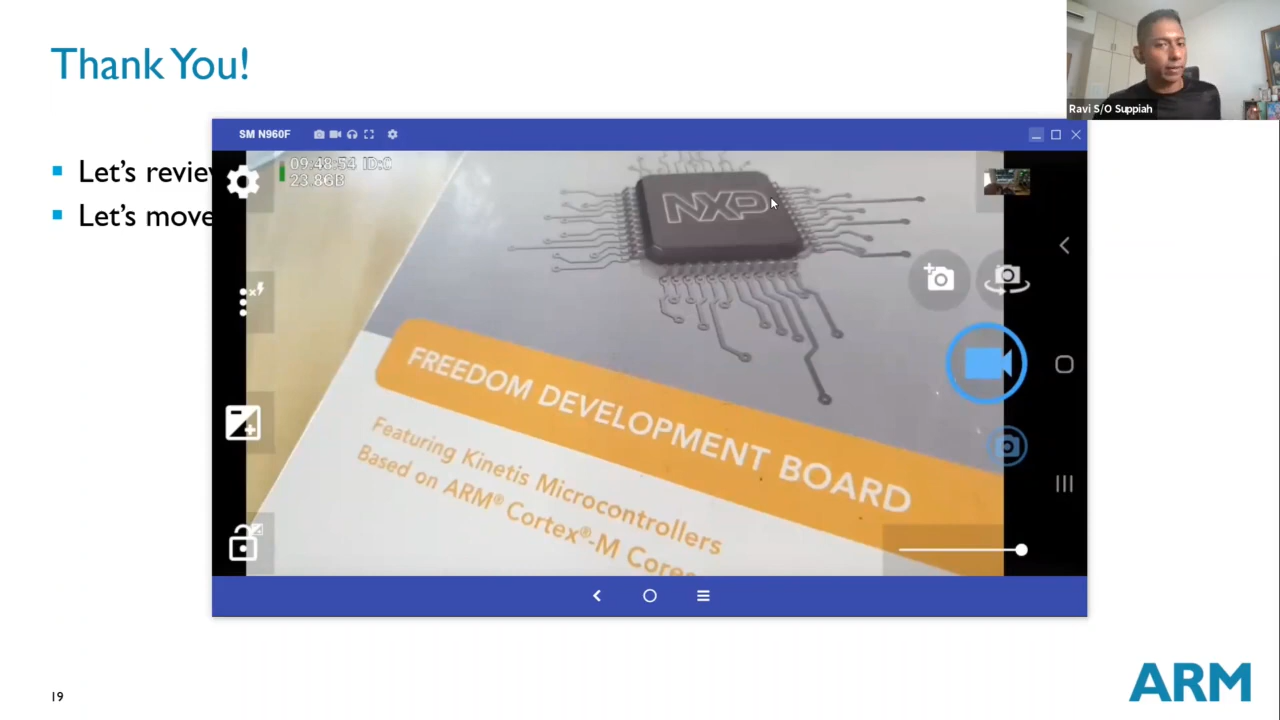 Thank You!
Ravi S/O Suppiah
SM N960F
Let's review
Let's move
09:48:54 ID:0
23.8GB
NXP
FREEDOM DEVELOPMENT BOARD
Featuring Kinetis Microcontrollers
Based on ARM® Cortex®-M Cores
19
ARM